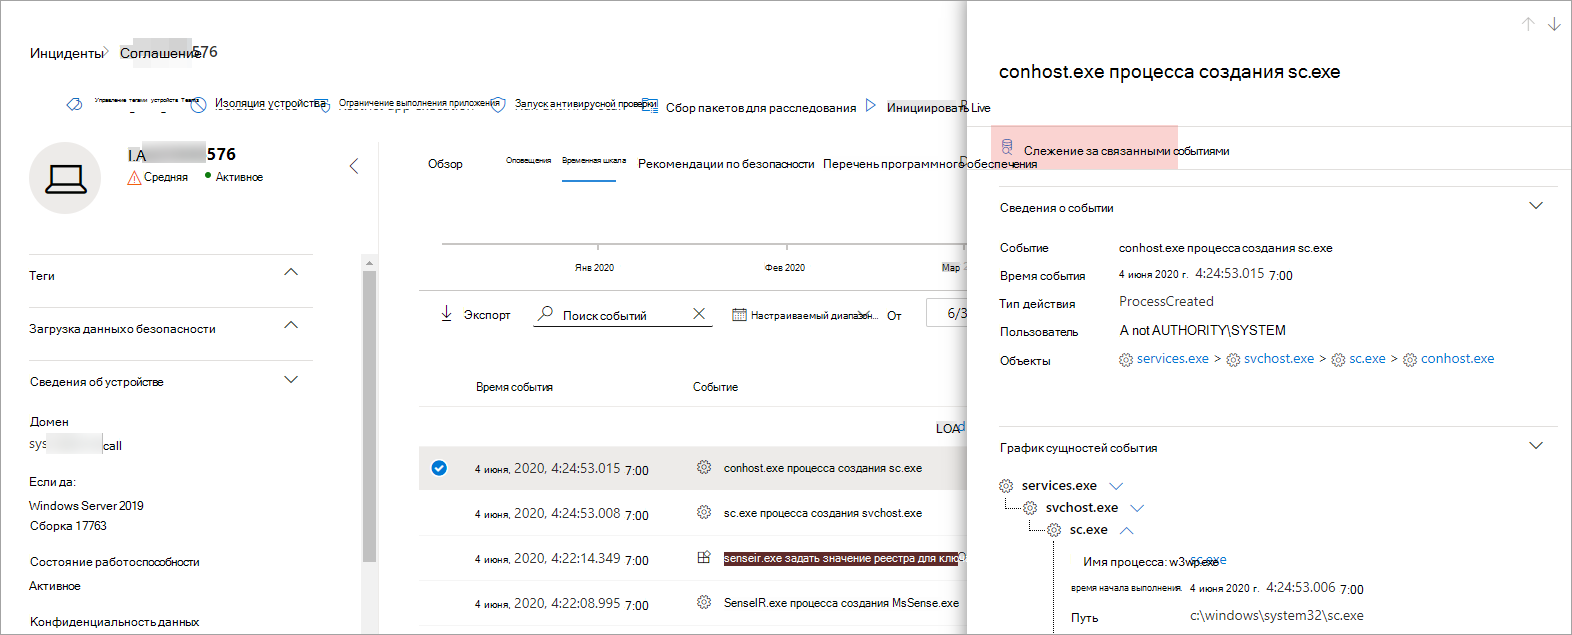 Инциденты
Соглашение 576
Управление тегами устройств Teams
Изоляция устройства
Ограничение выполнения приложения
Запуск антивирусной проверки
Сбор пакетов для расследования
Инициировать Live
I.A 576
Средняя Активное
Теги
Загрузка данных о безопасности
Сведения об устройстве
Домен
sys call
Если да:
Windows Server 2019
Сборка 17763
Состояние работоспособности
Активное
Конфиденциальность данных
Обзор Оповещения Временная шкала Рекомендации по безопасности Перечень программного обеспечения
Янв 2020 Фев 2020 Мар
Экспорт Поиск событий Настраиваемый диапазон... От 6/3
Время события Событие
LOA
4 июня, 2020, 4:24:53.015 7:00 conhost.exe процесса создания sc.exe
4 июня, 2020, 4:24:53.008 7:00 sc.exe процесса создания svchost.exe
4 июня, 2020, 4:22:14.349 7:00 senseir.exe задать значение реестра для клю
4 июня, 2020, 4:22:08.995 7:00 SenseIR.exe процесса создания MsSense.exe
conhost.exe процесса создания sc.exe
Слежение за связанными событиями
Сведения о событии
Событие conhost.exe процесса создания sc.exe
Время события 4 июня 2020 г. 4:24:53.015 7:00
Тип действия ProcessCreated
Пользователь A not AUTHORITY\SYSTEM
Объекты services.exe > svchost.exe > sc.exe > conhost.exe
График сущностей события
services.exe
svchost.exe
sc.exe
Имя процесса: w3wp.exe
время начала выполнения. 4 июня 2020 г. 4:24:53.006 7:00
Путь c:\windows\system32\sc.exe